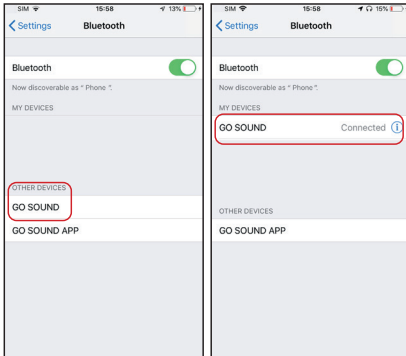 SIM 15:58 13%
Settings Bluetooth
Bluetooth
Now discoverable as “ Phone ”.
MY DEVICES
OTHER DEVICES
GO SOUND
GO SOUND APP
SIM 15:58 15%
Settings Bluetooth
Bluetooth
Now discoverable as “ Phone ”.
MY DEVICES
GO SOUND Connected i
OTHER DEVICES
GO SOUND APP